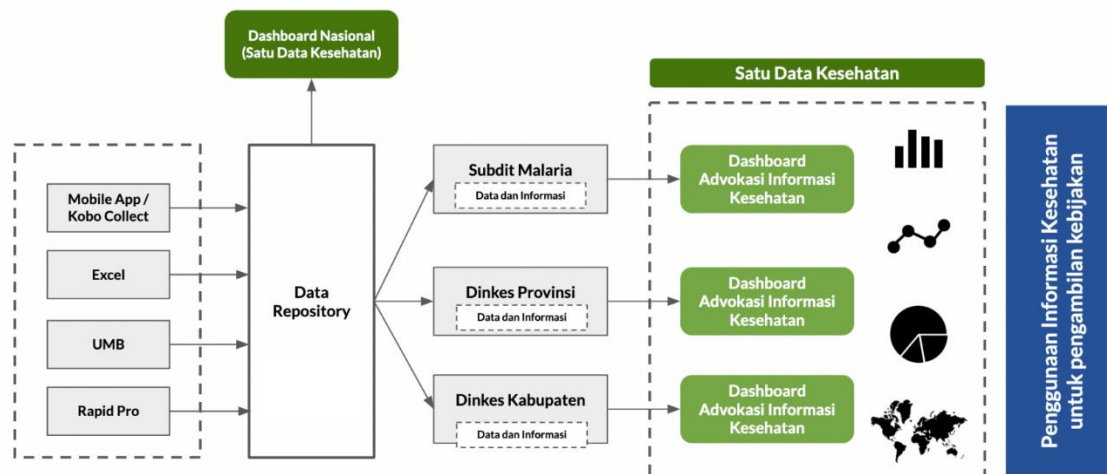 Dashboard Nasional
(Satu Data Kesehatan)
Mobile App /
Kobo Collect
Excel
UMB
Rapid Pro
Data
Repository
Subdit Malaria
Data dan Informasi
Dinkes Provinsi
Data dan Informasi
Dinkes Kabupaten
Data dan Informasi
Satu Data Kesehatan
Dashboard
Advokasi Informasi
Kesehatan
Dashboard
Advokasi Informasi
Kesehatan
Dashboard
Advokasi Informasi
Kesehatan
Penggunaan Informasi Kesehatan
untuk pengambilan kebijakan